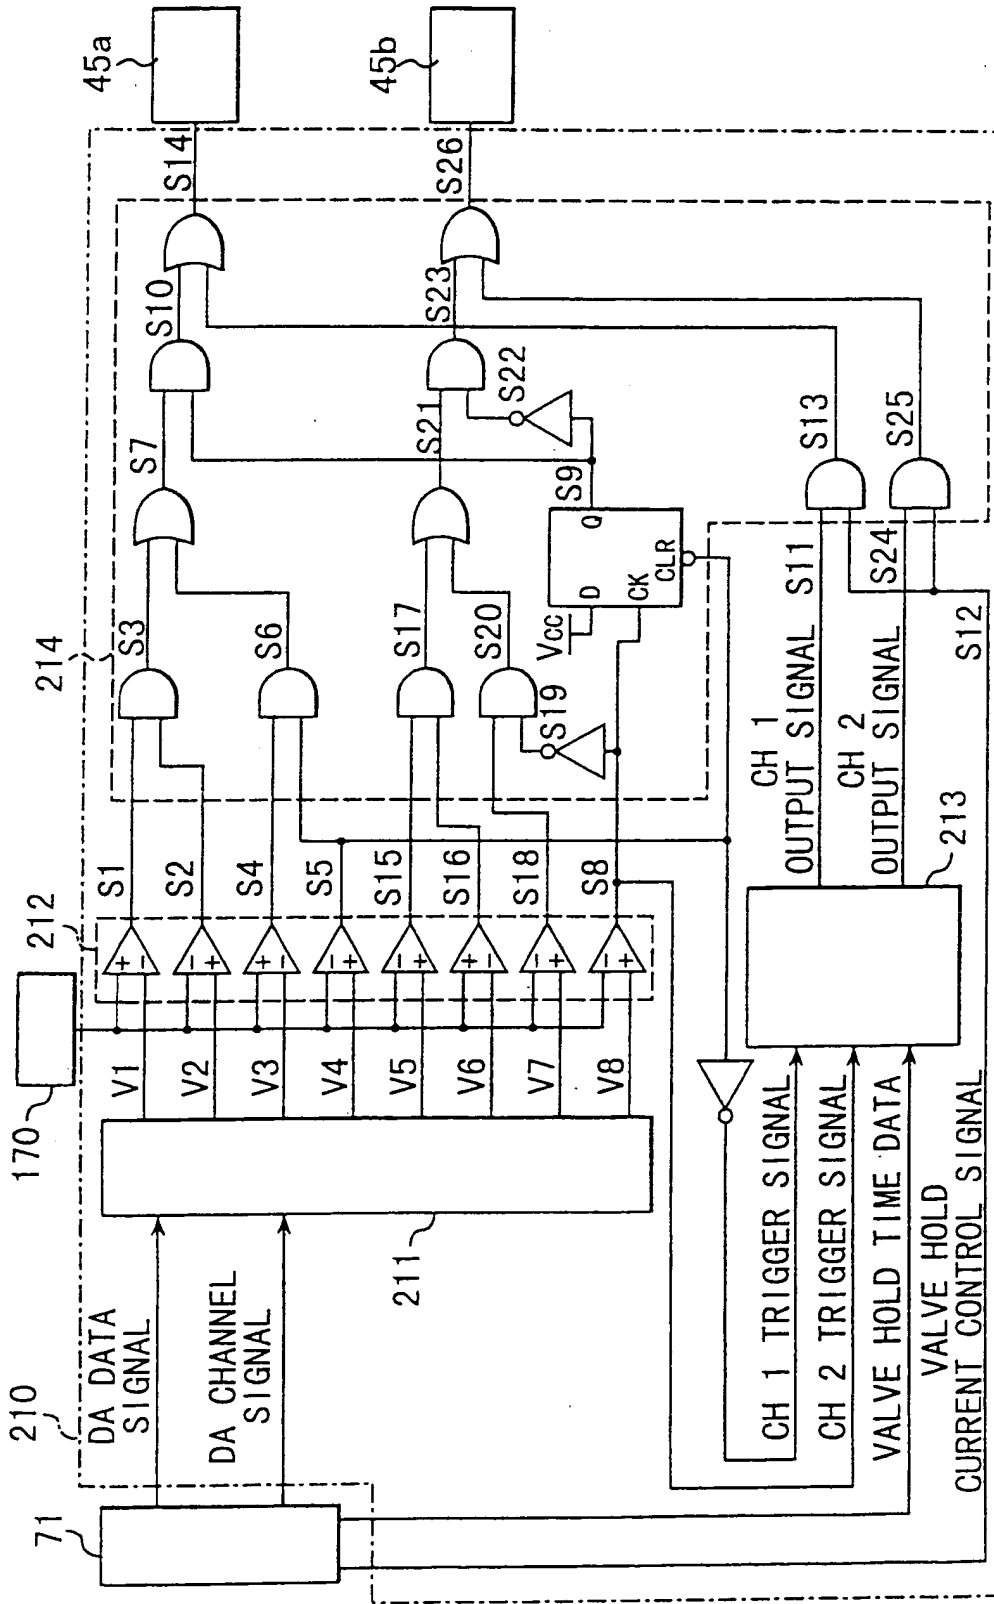 210
71
DA DATA
SIGNAL
DA CHANNEL
SIGNAL
211
170
212
214
V1
V2
V3
V4
V5
V6
V7
V8
+
-
-
+
+
-
-
+
-
+
+
-
-
+
-
+
S1
S2
S4
S5
S15
S16
S18
S8
S3
S6
S17
S20
S19
S7
S21
S10
S23
S22
S9
S14
S26
45a
45b
Vcc
D
Q
CK
CLR
CH 1 TRIGGER SIGNAL
CH 2 TRIGGER SIGNAL
VALVE HOLD TIME DATA
VALVE HOLD
CURRENT CONTROL SIGNAL
213
CH 1
OUTPUT SIGNAL S11
CH 2
OUTPUT SIGNAL S24
S12
S13
S25